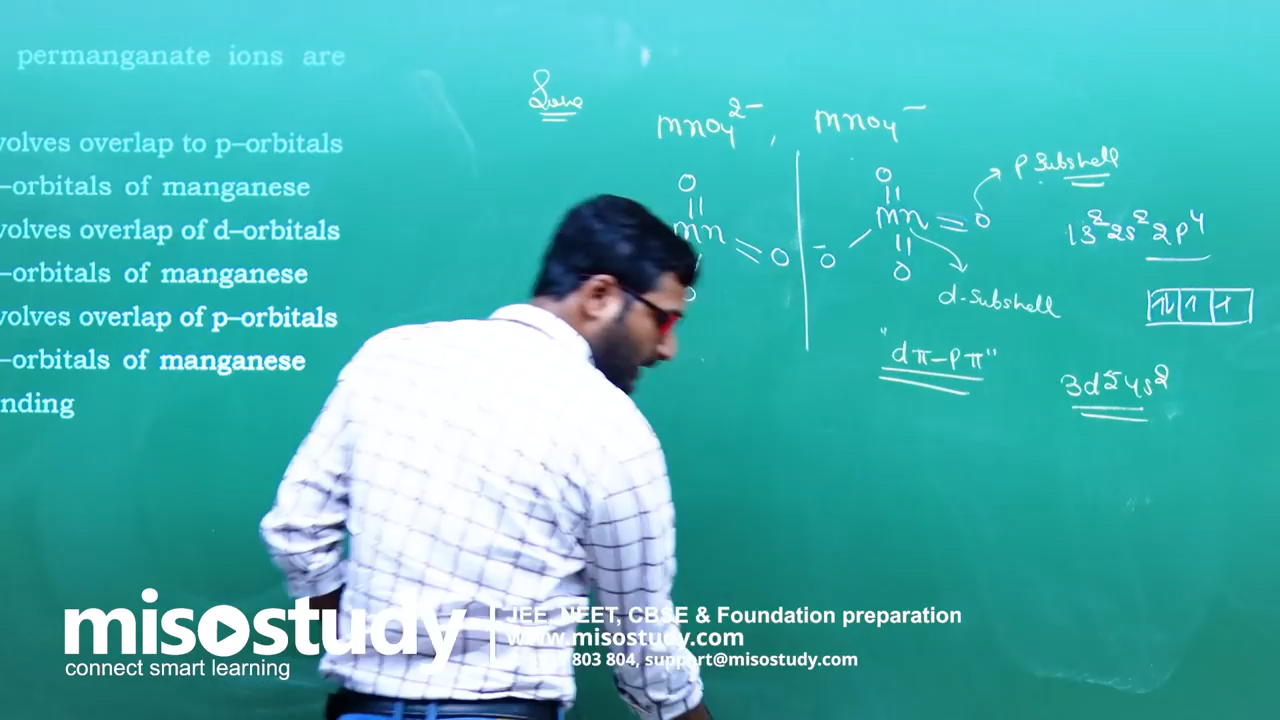 permanganate ions are
volves overlap to p–orbitals
–orbitals of manganese
volves overlap of d–orbitals
–orbitals of manganese
volves overlap of p–orbitals
–orbitals of manganese
nding
MnO4 2– , MnO4 –
O
Mn
O
O
O
Mn
O
–O
O
p subshell
d-subshell
1s2 2s2 2p4
"dπ–pπ"
3d5 4s2
misostudy
connect smart learning
JEE, NEET, CBSE & Foundation preparation
www.misostudy.com
803 804, support@misostudy.com